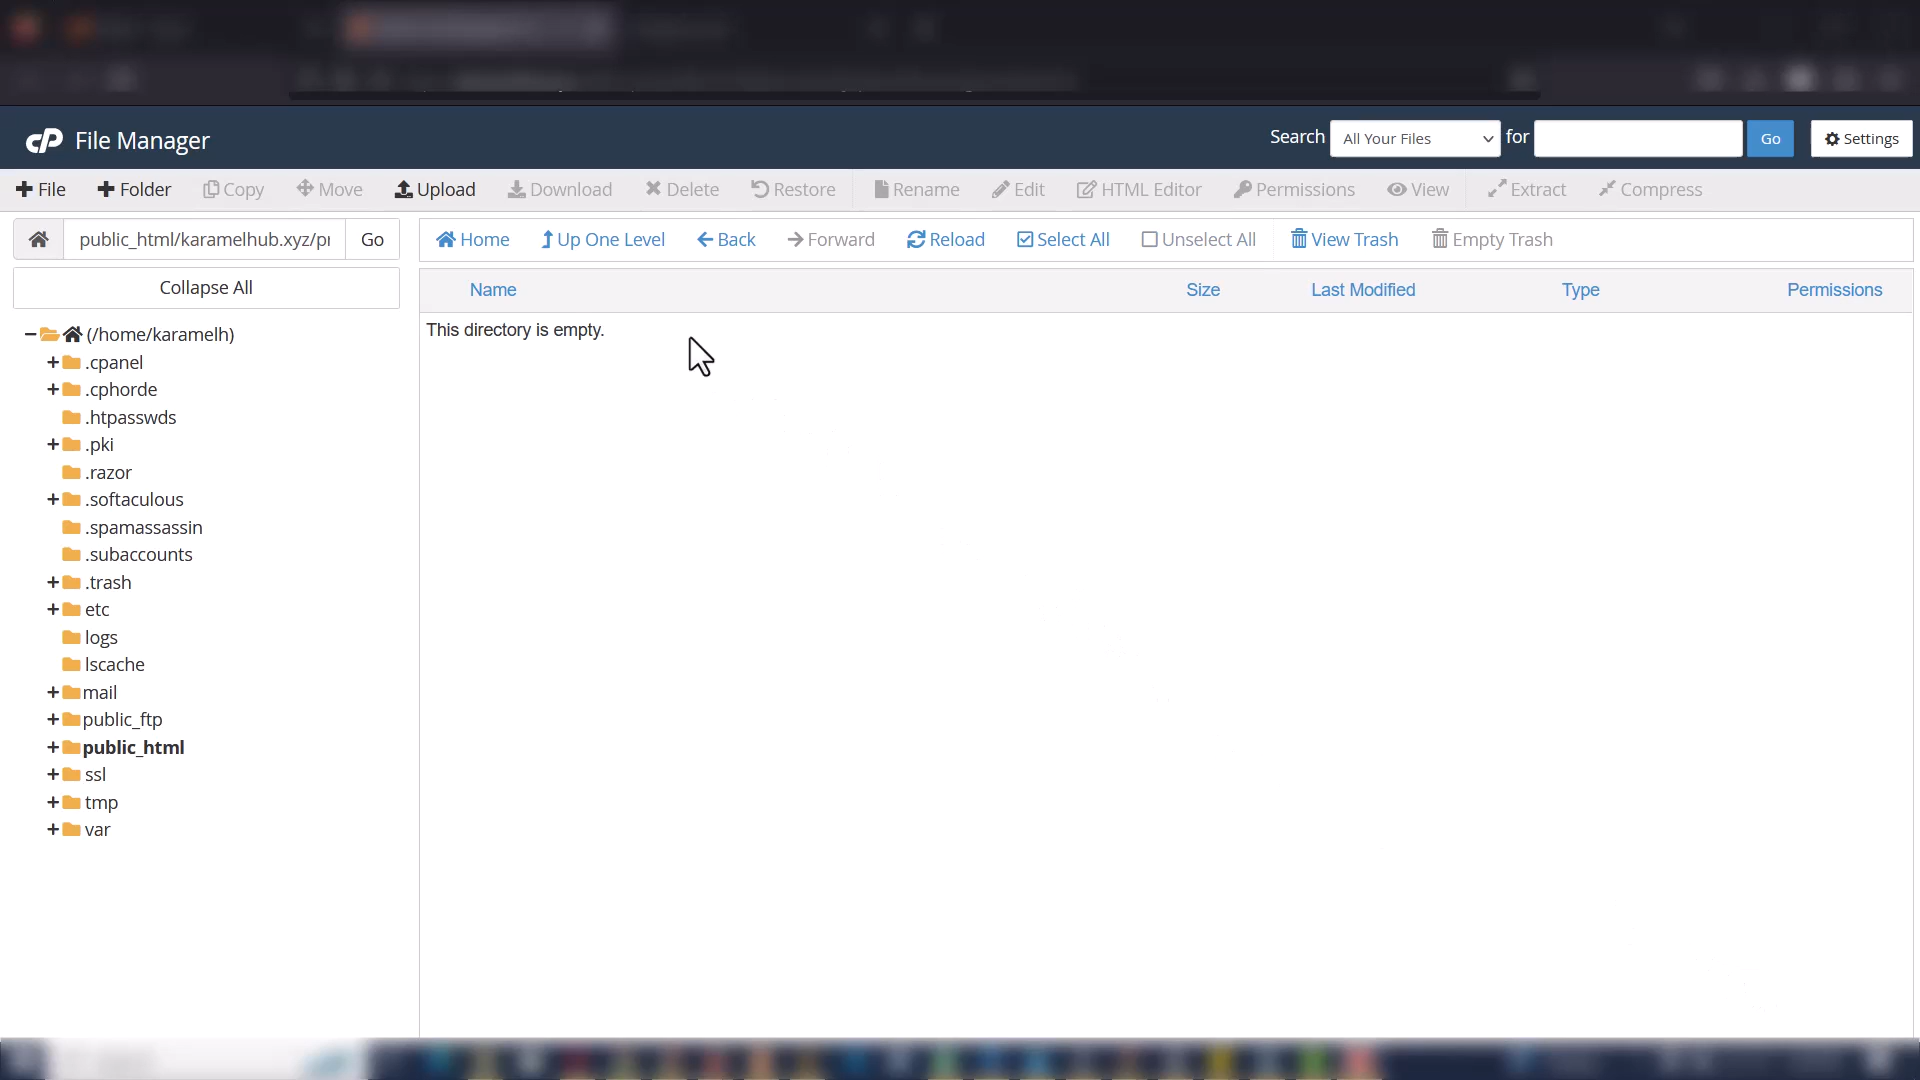 cP File Manager
Search All Your Files for Go Settings
File Folder Copy Move Upload Download Delete Restore Rename Edit HTML Editor Permissions View Extract Compress
public_html/karamelhub.xyz/pr Go
Home Up One Level Back Forward Reload Select All Unselect All View Trash Empty Trash
Collapse All
Name Size Last Modified Type Permissions
This directory is empty.
(/home/karamelh)
.cpanel
.cphorde
.htpasswds
.pki
.razor
.softaculous
.spamassassin
.subaccounts
.trash
etc
logs
lscache
mail
public_ftp
public_html
ssl
tmp
var